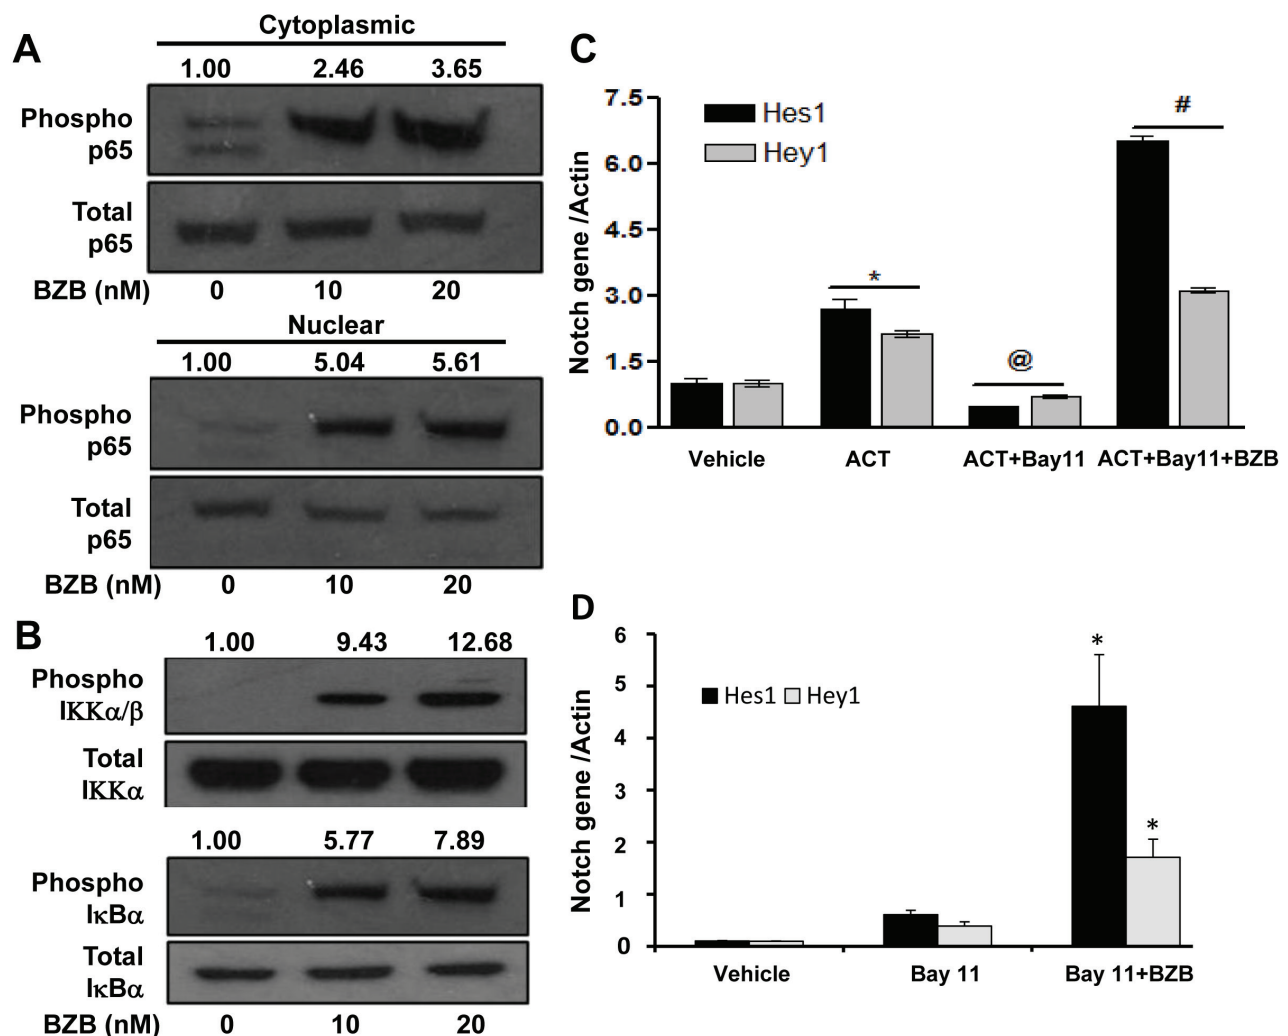 A
Cytoplasmic
1.00 2.46 3.65
Phospho
p65
Total
p65
BZB (nM) 0 10 20
Nuclear
1.00 5.04 5.61
Phospho
p65
Total
p65
BZB (nM) 0 10 20
B
1.00 9.43 12.68
Phospho
IKKα/β
Total
IKKα
1.00 5.77 7.89
Phospho
IκBα
Total
IκBα
BZB (nM) 0 10 20
C
Notch gene /Actin
7.5
6.0
4.5
3.0
1.5
0.0
Hes1
Hey1
*
@
#
Vehicle ACT ACT+Bay11 ACT+Bay11+BZB
D
Notch gene /Actin
6
5
4
3
2
1
0
Hes1 Hey1
*
*
Vehicle Bay 11 Bay 11+BZB